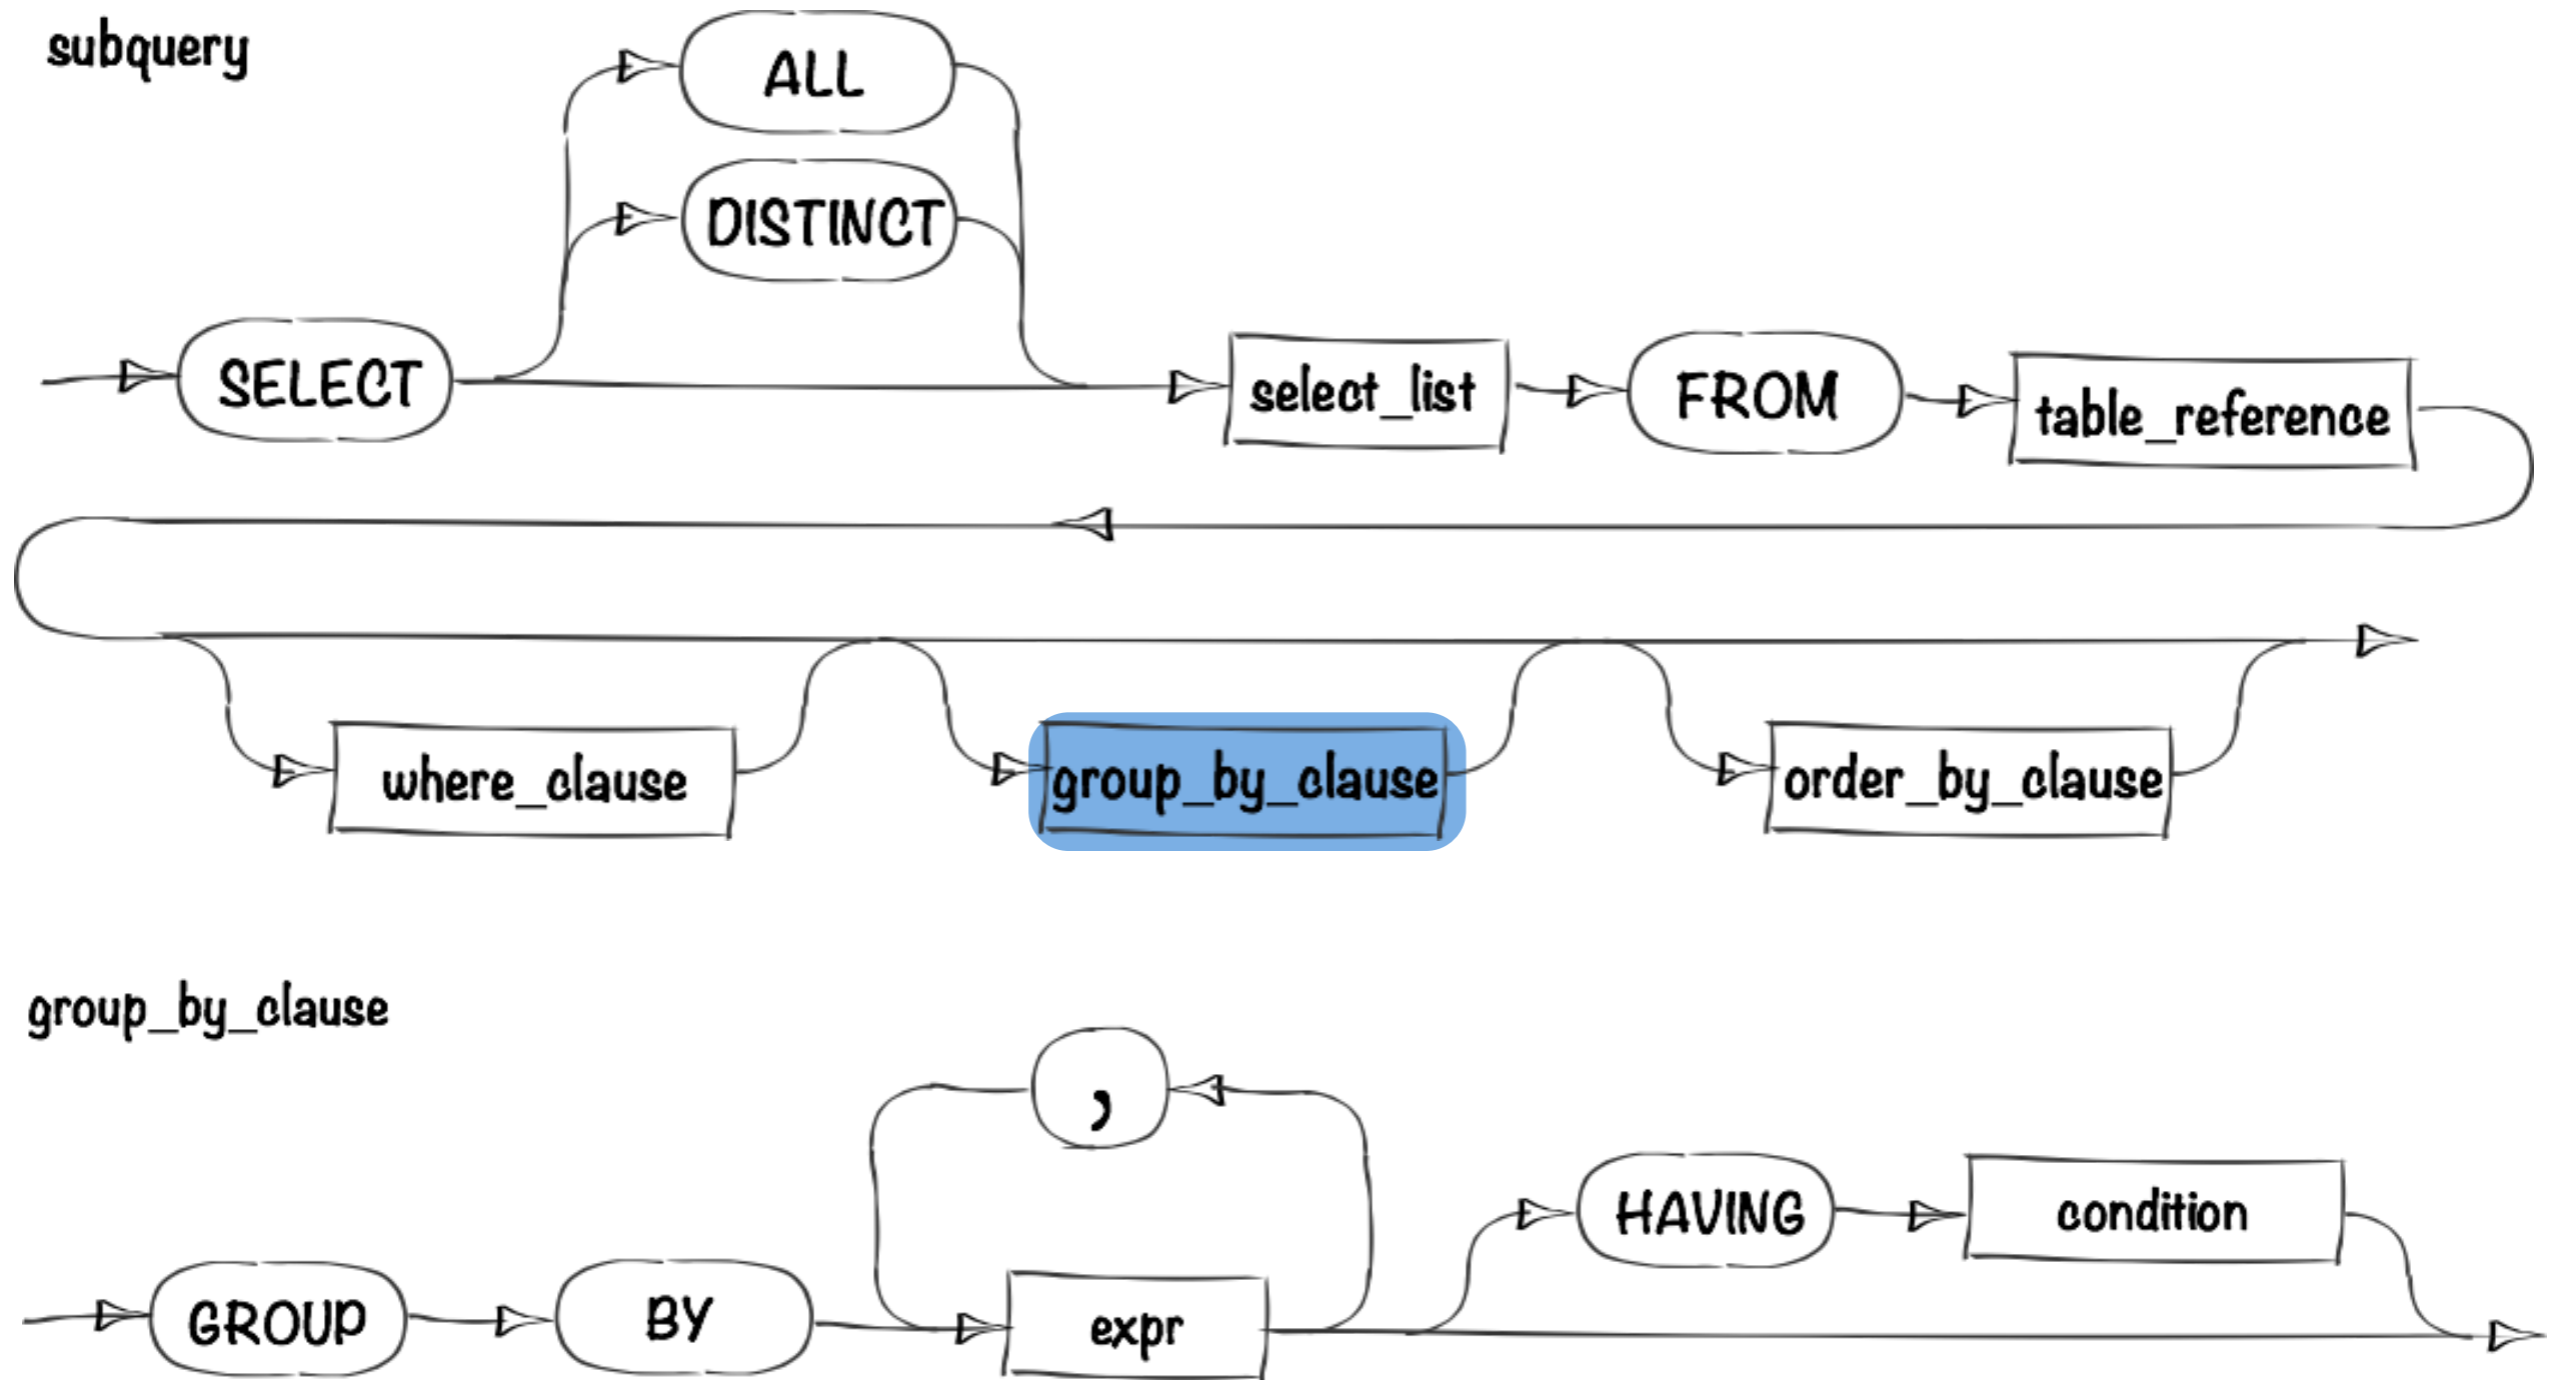 subquery
ALL
DISTINCT
SELECT
select_list
FROM
table_reference
where_clause
group_by_clause
order_by_clause
group_by_clause
,
GROUP
BY
expr
HAVING
condition